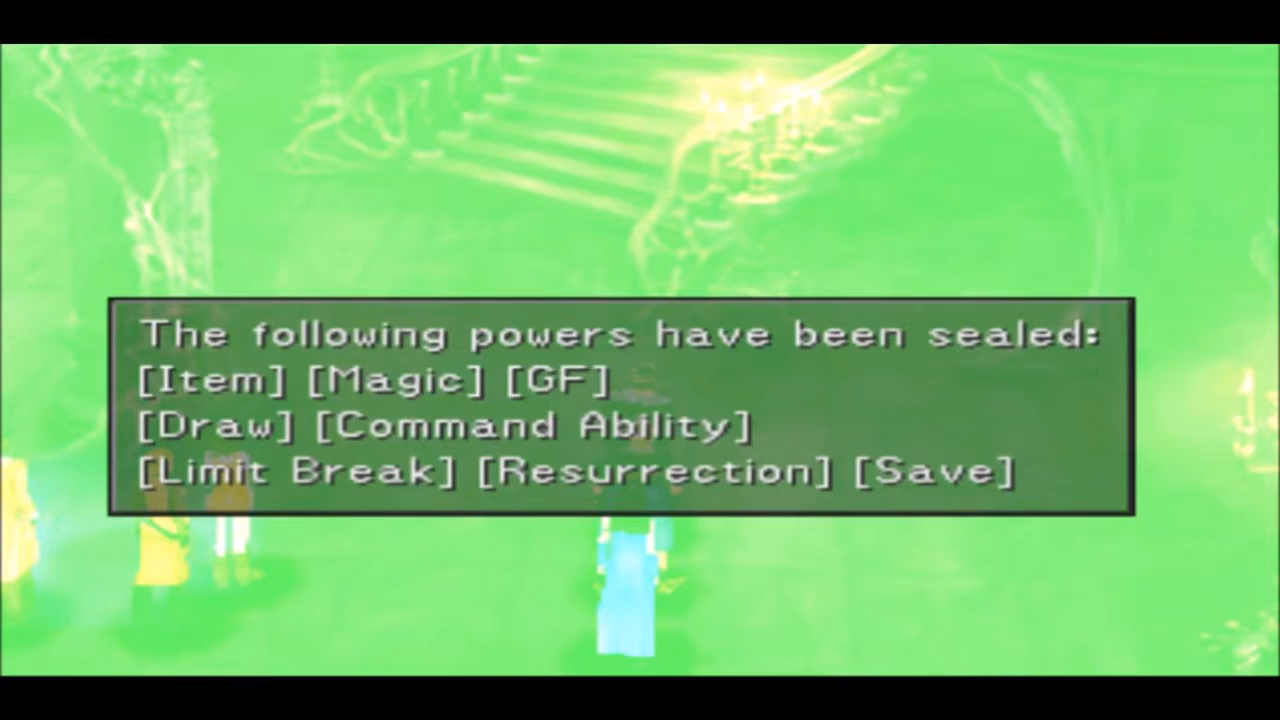 The following powers have been sealed:
[Item] [Magic] [GF]
[Draw] [Command Ability]
[Limit Break] [Resurrection] [Save]